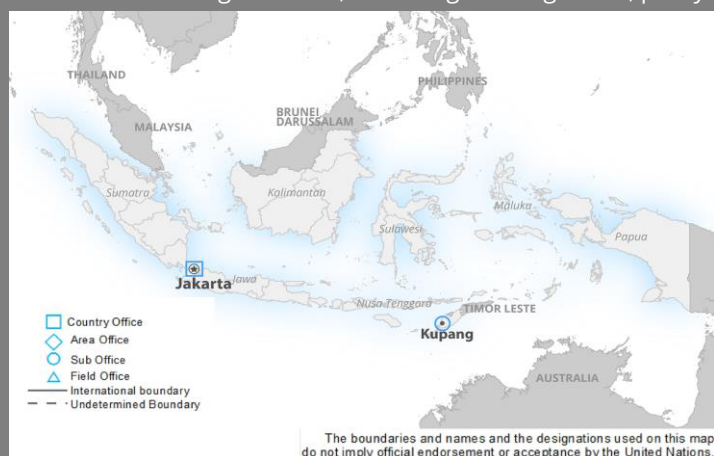 THAILAND
PHILIPPINES
BRUNEI
DARUSSALAM
MALAYSIA
Sumatra
Kalimantan
Sulawesi
Maluka
Papua
Jakarta
Jawa
Nusa Tenggara
TIMOR LESTE
Kupang
Country Office
Area Office
Sub Office
Field Office
International boundary
Undetermined Boundary
AUSTRALIA
The boundaries and names and the designations used on this map
do not imply official endorsement or acceptance by the United Nations.